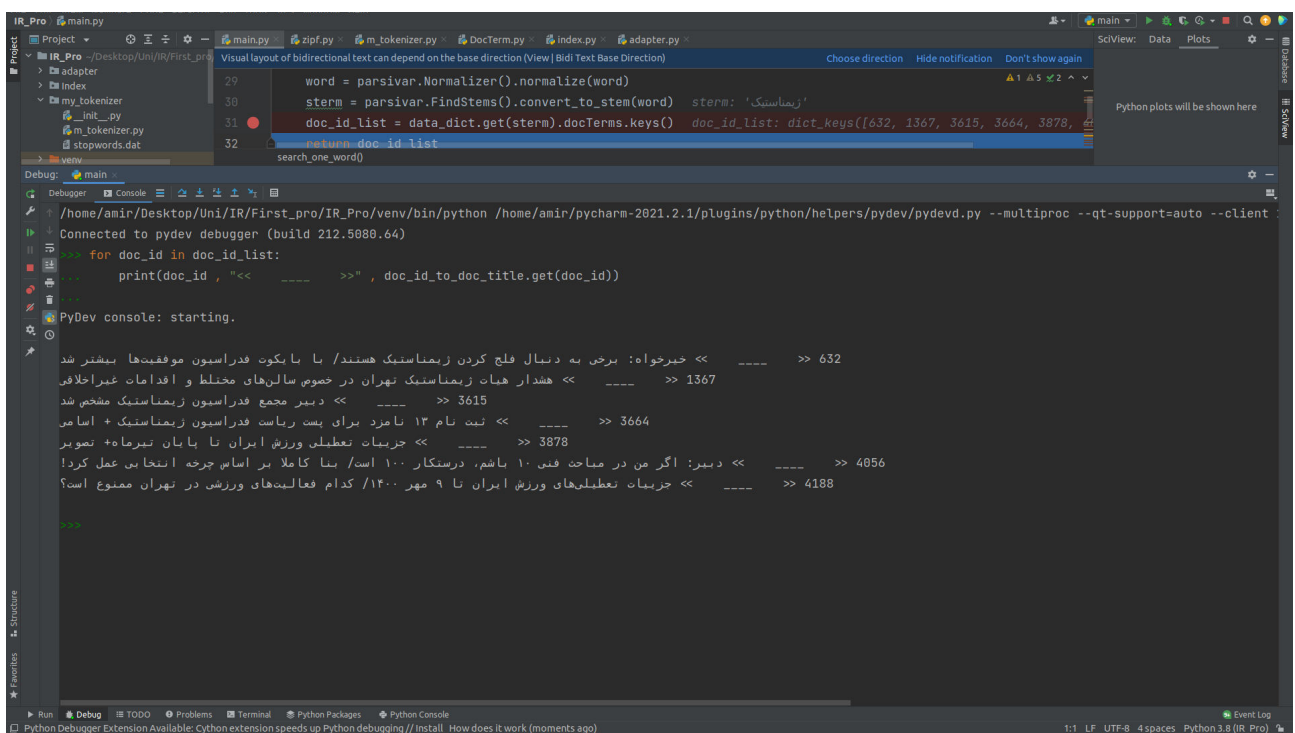 IR_Pro main.py
main
Project
main.py zipf.py m_tokenizer.py DocTerm.py index.py adapter.py
SciView: Data Plots
IR_Pro ~/Desktop/Uni/IR/First_pro/
Visual layout of bidirectional text can depend on the base direction (View | Bidi Text Base Direction) Choose direction Hide notification Don't show again
adapter
Index
my_tokenizer
__init__.py
m_tokenizer.py
stopwords.dat
venv
29 word = parsivar.Normalizer().normalize(word)
1 5 2
30 sterm = parsivar.FindStems().convert_to_stem(word) sterm: 'ژیمناستیک'
31 doc_id_list = data_dict.get(sterm).docTerms.keys() doc_id_list: dict_keys([632, 1367, 3615, 3664, 3878,
32 return doc_id_list
search_one_word()
Python plots will be shown here
Database
SciView
Project
Debug: main
Debugger Console
/home/amir/Desktop/Uni/IR/First_pro/IR_Pro/venv/bin/python /home/amir/pycharm-2021.2.1/plugins/python/helpers/pydev/pydevd.py --multiproc --qt-support=auto --client
Connected to pydev debugger (build 212.5080.64)
>>> for doc_id in doc_id_list:
... print(doc_id , "<< ____ >>" , doc_id_to_doc_title.get(doc_id))
...
PyDev console: starting.
632 << ____ >> خیرخواه: برخی به دنبال فلج کردن ژیمناستیک هستند/ با بایکوت فدراسیون موفقیت‌ها بیشتر شد
1367 << ____ >> هشدار هیات ژیمناستیک تهران در خصوص سالن‌های مختلط و اقدامات غیراخلاقی
3615 << ____ >> دبیر مجمع فدراسیون ژیمناستیک مشخص شد
3664 << ____ >> ثبت نام ۱۳ نامزد برای پست ریاست فدراسیون ژیمناستیک + اسامی
3878 << ____ >> جزییات تعطیلی ورزش ایران تا پایان تیرماه+ تصویر
4056 << ____ >> دبیر: اگر من در مباحث فنی ۱۰ باشم، درستکار ۱۰۰ است/ بنا کاملا بر اساس چرخه انتخابی عمل کرد!
4188 << ____ >> جزییات تعطیلی‌های ورزش ایران تا ۹ مهر ۱۴۰۰/ کدام فعالیت‌های ورزشی در تهران ممنوع است؟
>>>
Structure
Favorites
Run Debug TODO Problems Terminal Python Packages Python Console Event Log
Python Debugger Extension Available: Cython extension speeds up Python debugging // Install How does it work (moments ago) 1:1 LF UTF-8 4 spaces Python 3.8 (IR_Pro)